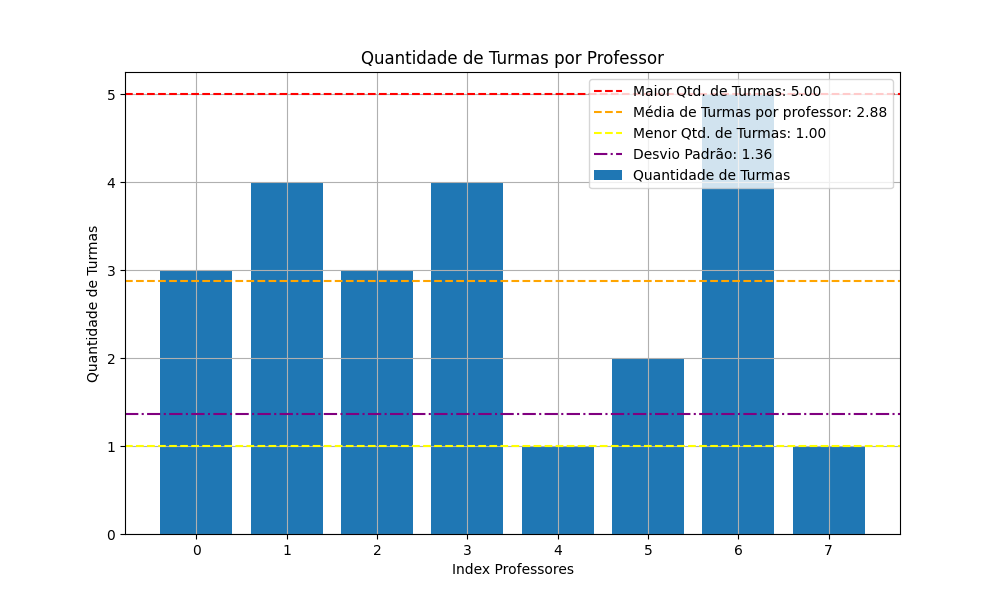 Quantidade de Turmas por Professor
Maior Qtd. de Turmas: 5.00
Média de Turmas por professor: 2.88
Menor Qtd. de Turmas: 1.00
Desvio Padrão: 1.36
Quantidade de Turmas
Quantidade de Turmas
5
4
3
2
1
0
0 1 2 3 4 5 6 7
Index Professores